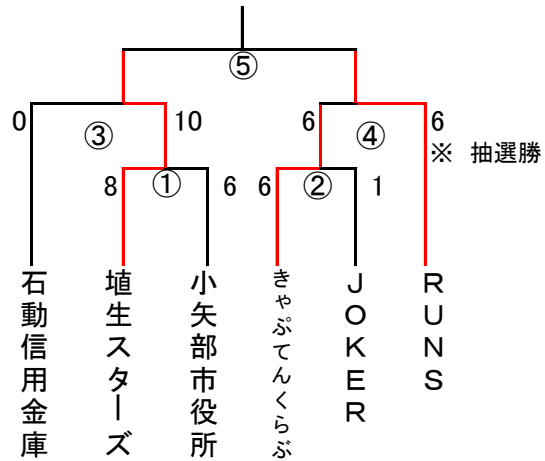 ⑤
0
③
10
6
④
6
※ 抽選勝
8
①
6
6
②
1
石動信用金庫
埴生スターズ
小矢部市役所
きゃぷてんくらぶ
JOKER
RUNS